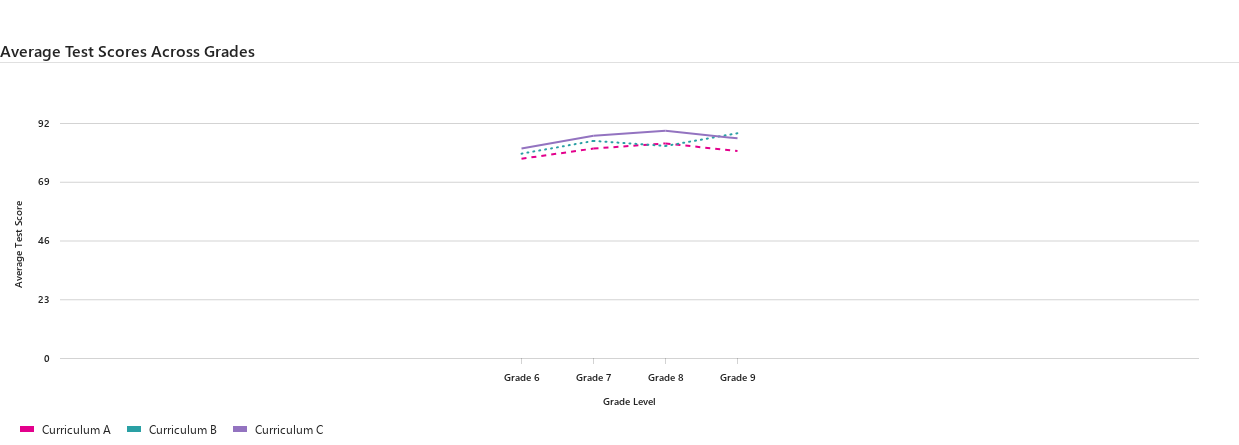 Average Test Scores Across Grades
92
69
46
23
0
Average Test Score
Grade 6 Grade 7 Grade 8 Grade 9
Grade Level
Curriculum A Curriculum B Curriculum C